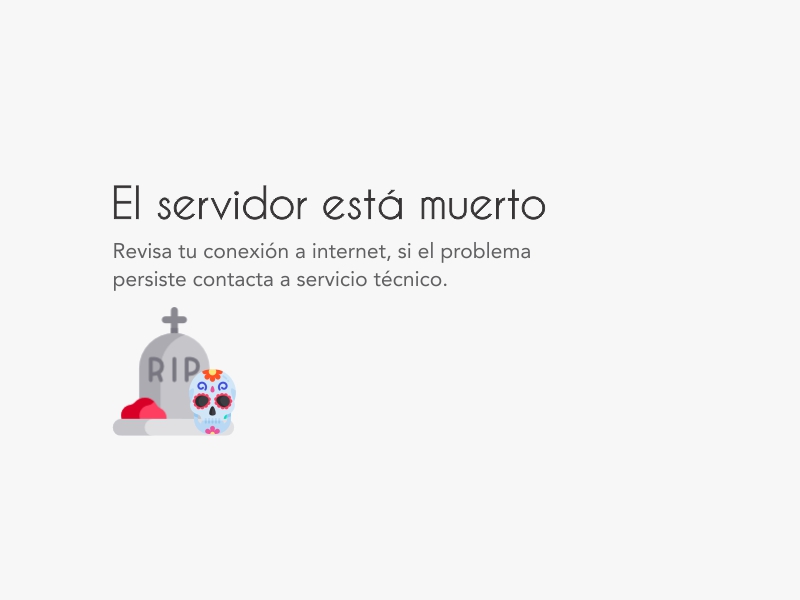 El servidor está muerto
Revisa tu conexión a internet, si el problema
persiste contacta a servicio técnico.
RIP